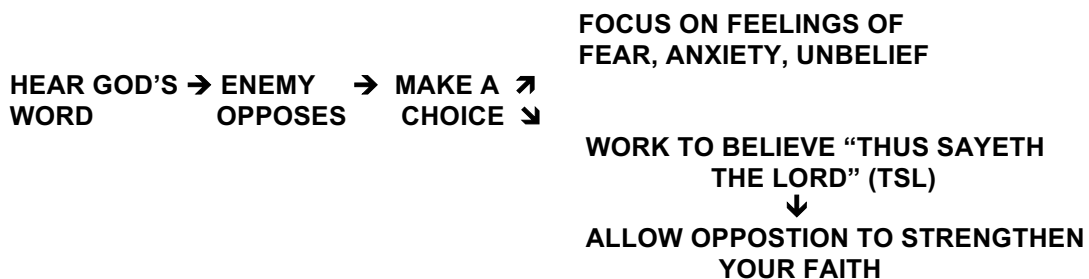 FOCUS ON FEELINGS OF
FEAR, ANXIETY, UNBELIEF
HEAR GOD’S → ENEMY → MAKE A ↗
WORD OPPOSES CHOICE ↘
WORK TO BELIEVE “THUS SAYETH
THE LORD” (TSL)
↓
ALLOW OPPOSTION TO STRENGTHEN
YOUR FAITH